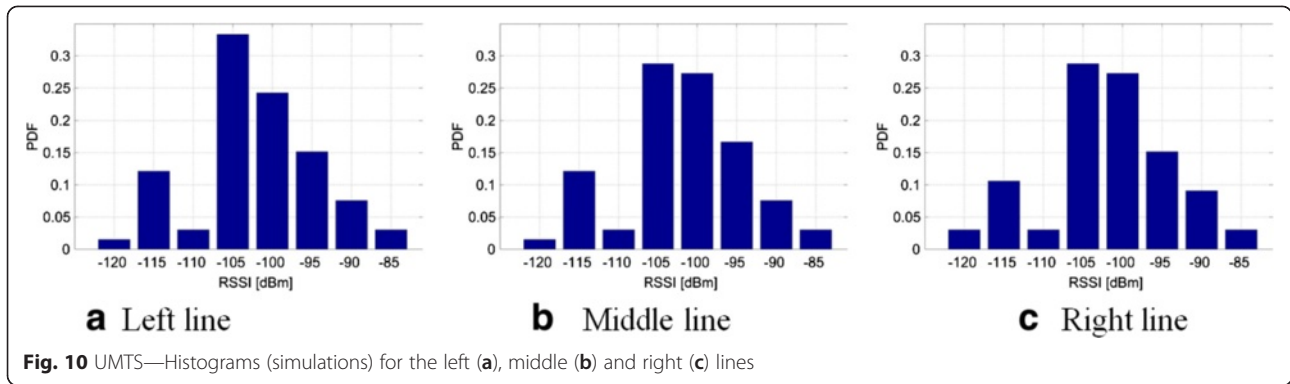 0.3
0.25
0.2
0.15
0.1
0.05
0
PDF
-120 -115 -110 -105 -100 -95 -90 -85
RSSI [dBm]
a Left line
0.3
0.25
0.2
0.15
0.1
0.05
0
PDF
-120 -115 -110 -105 -100 -95 -90 -85
RSSI [dBm]
b Middle line
0.3
0.25
0.2
0.15
0.1
0.05
0
PDF
-120 -115 -110 -105 -100 -95 -90 -85
RSSI [dBm]
c Right line
Fig. 10 UMTS—Histograms (simulations) for the left (a), middle (b) and right (c) lines